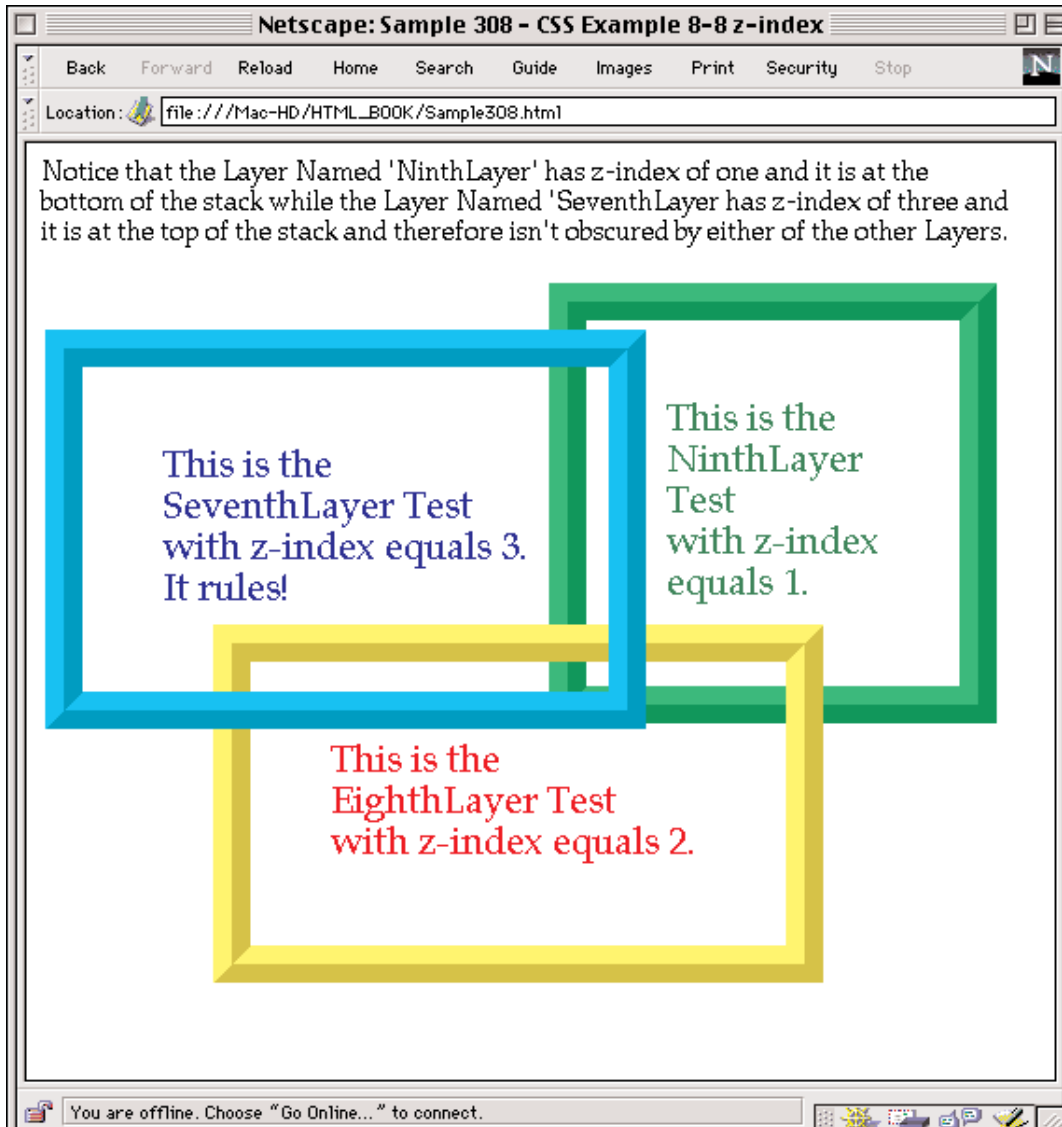 Netscape: Sample 308 - CSS Example 8-8 z-index
Back Forward Reload Home Search Guide Images Print Security Stop
N
Location: file:///Mac-HD/HTML_BOOK/Sample308.html
Notice that the Layer Named 'NinthLayer' has z-index of one and it is at the
bottom of the stack while the Layer Named 'SeventhLayer has z-index of three and
it is at the top of the stack and therefore isn't obscured by either of the other Layers.
This is the
SeventhLayer Test
with z-index equals 3.
It rules!
This is the
NinthLayer
Test
with z-index
equals 1.
This is the
EighthLayer Test
with z-index equals 2.
You are offline. Choose "Go Online..." to connect.